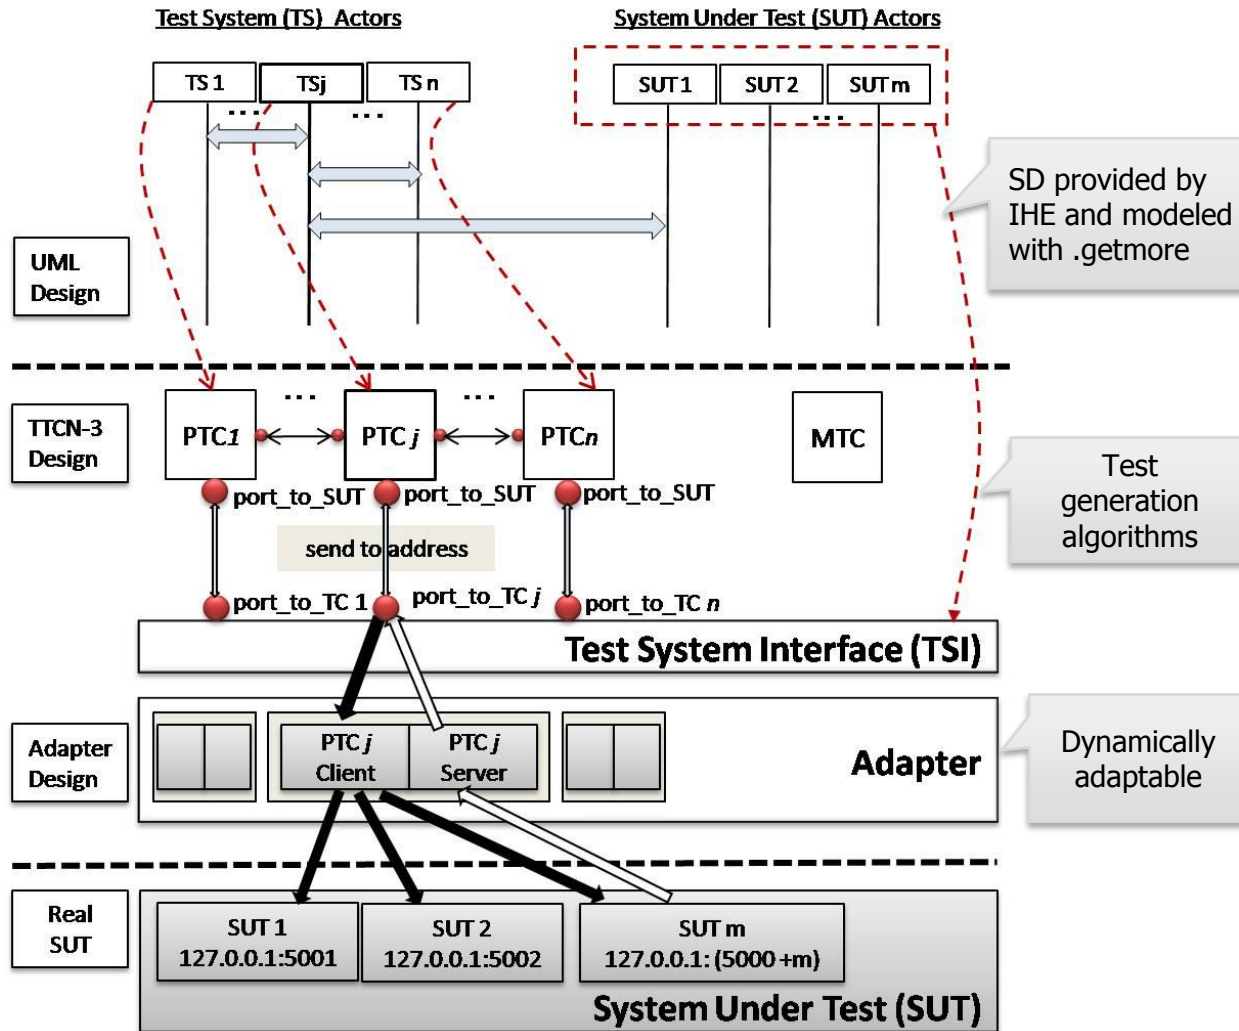 Test System (TS)  Actors
System Under Test (SUT) Actors
TS 1
TSj
TS n
SUT 1
SUT 2
SUT m
...
...
...
SD provided by
IHE and modeled
with .getmore
UML
Design
TTCN-3
Design
...
...
PTC1
PTC j
PTCn
MTC
port_to_SUT
port_to_SUT
port_to_SUT
Test
generation
algorithms
send to address
port_to_TC 1
port_to_TC j
port_to_TC n
Test System Interface (TSI)
Adapter
Design
PTC j
Client
PTC j
Server
Adapter
Dynamically
adaptable
Real
SUT
SUT 1
127.0.0.1:5001
SUT 2
127.0.0.1:5002
SUT m
127.0.0.1: (5000 +m)
System Under Test (SUT)